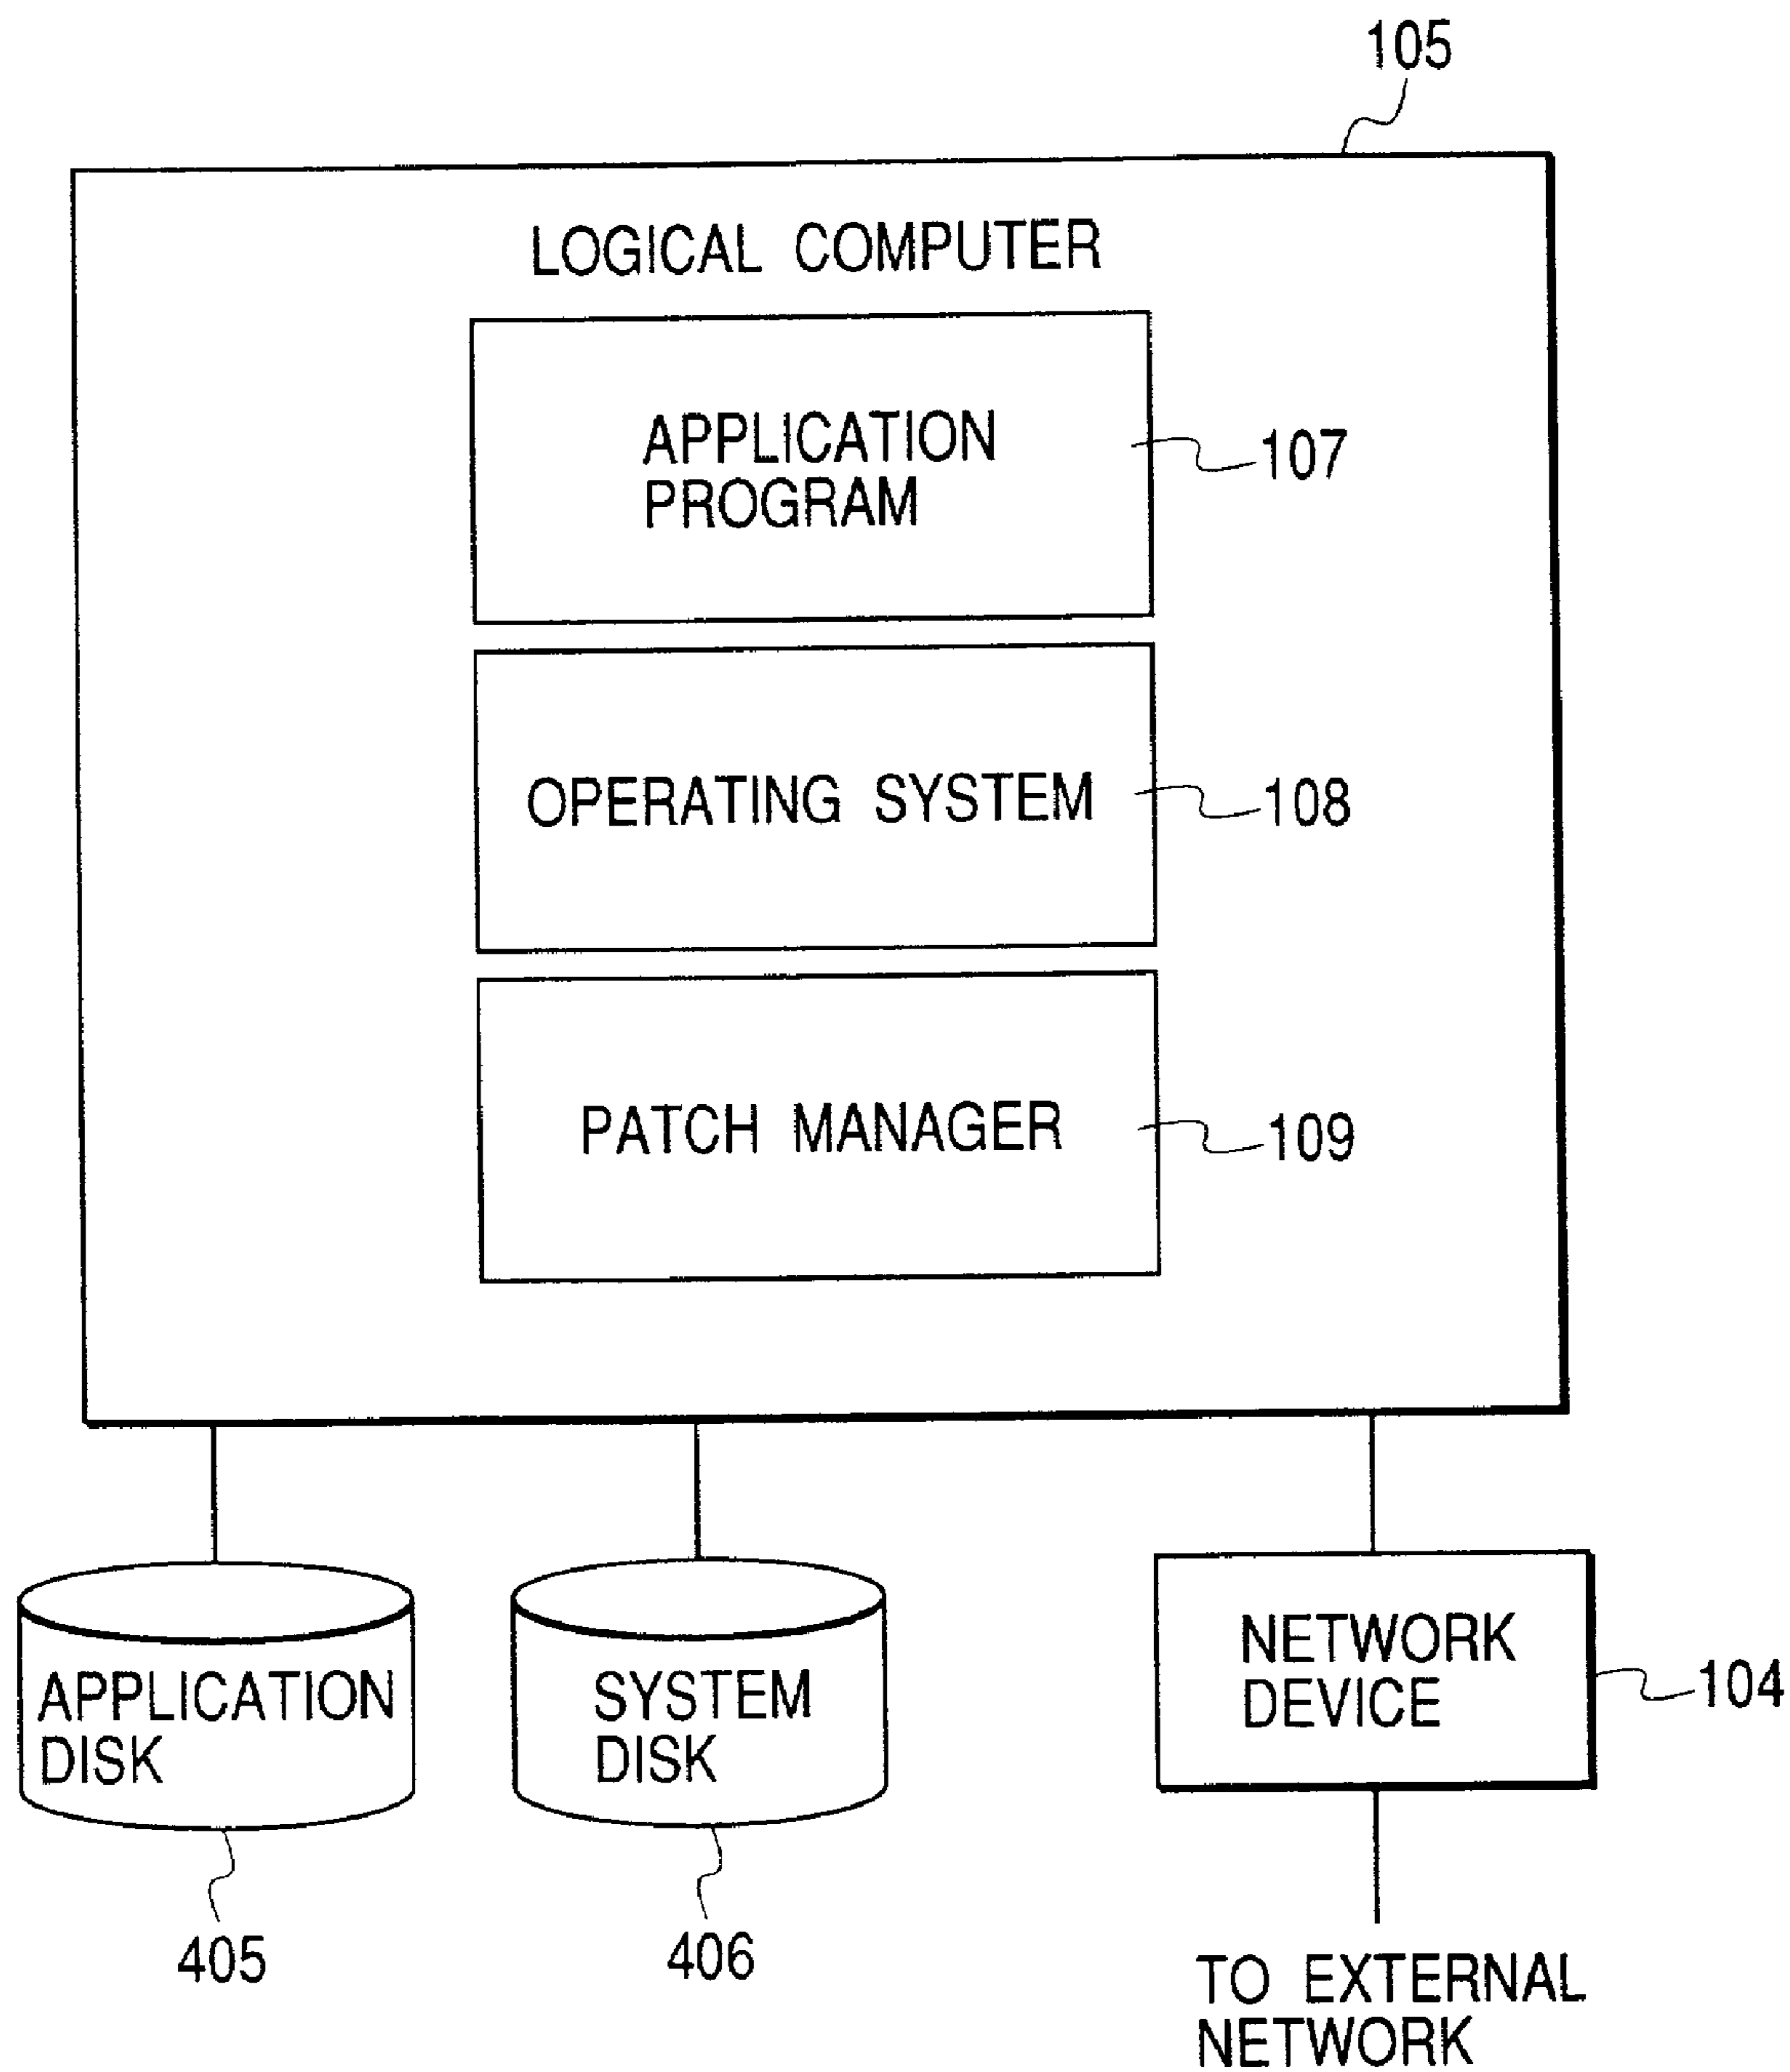 105
LOGICAL COMPUTER
APPLICATION
PROGRAM
107
OPERATING SYSTEM
108
PATCH MANAGER
109
APPLICATION
DISK
SYSTEM
DISK
NETWORK
DEVICE
104
405
406
TO EXTERNAL
NETWORK